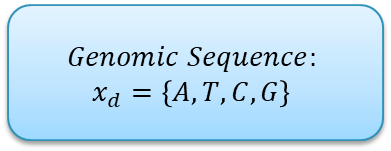 Genomic Sequence:
x_d = {A, T, C, G}